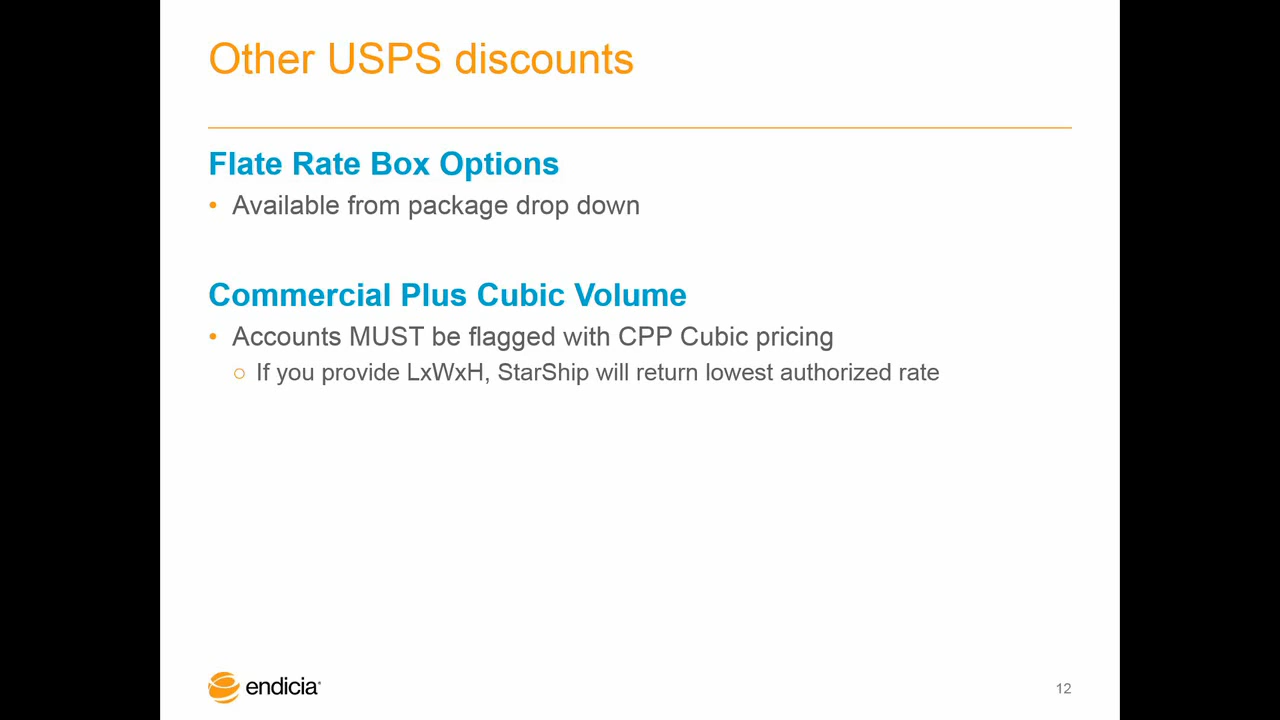 Other USPS discounts
Flate Rate Box Options
• Available from package drop down
Commercial Plus Cubic Volume
• Accounts MUST be flagged with CPP Cubic pricing
○ If you provide LxWxH, StarShip will return lowest authorized rate
endicia
12